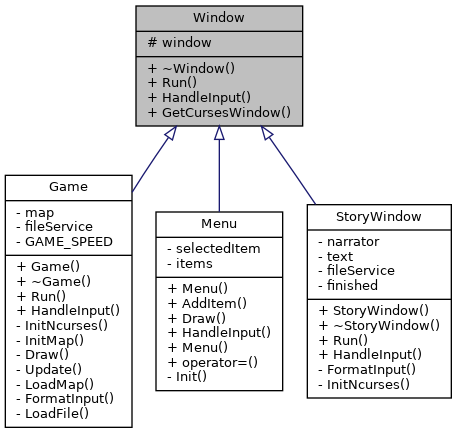 Window
# window
+ ~Window()
+ Run()
+ HandleInput()
+ GetCursesWindow()
Game
- map
- fileService
- GAME_SPEED
+ Game()
+ ~Game()
+ Run()
+ HandleInput()
- InitNcurses()
- InitMap()
- Draw()
- Update()
- LoadMap()
- FormatInput()
- LoadFile()
Menu
- selectedItem
- items
+ Menu()
+ AddItem()
+ Draw()
+ HandleInput()
+ Menu()
+ operator=()
- Init()
StoryWindow
- narrator
- text
- fileService
- finished
+ StoryWindow()
+ ~StoryWindow()
+ Run()
+ HandleInput()
- FormatInput()
- InitNcurses()